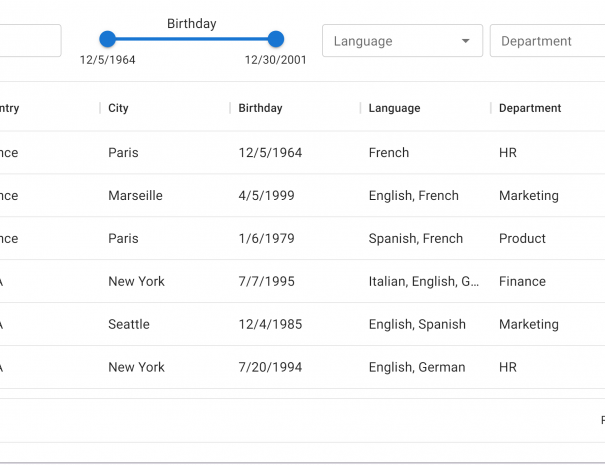 Birthday
Language Department
12/5/1964 12/30/2001
ntry City Birthday Language Department
nce Paris 12/5/1964 French HR
nce Marseille 4/5/1999 English, French Marketing
nce Paris 1/6/1979 Spanish, French Product
A New York 7/7/1995 Italian, English, G... Finance
A Seattle 12/4/1985 English, Spanish Marketing
A New York 7/20/1994 English, German HR